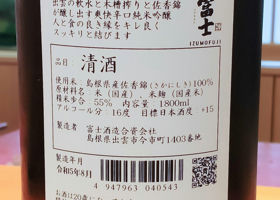 出雲の軟水と木槽搾りと佐香錦
が醸し出す爽快辛口純米吟醸
人と食の良き縁をキレ良く
スッキリと結びます
富士
IZUMOFUJI
品目：清酒
使用米：島根県産佐香錦(さかにしき)100%
原材料名：米（国産）、米麹（国産米）
精米歩合：55% 内容量：1800ml
アルコール分：16度 目標日本酒度：+15
製造者：富士酒造合資会社
島根県出雲市今市町1403番地
製造年月
令和5年8月
4 947963 040543